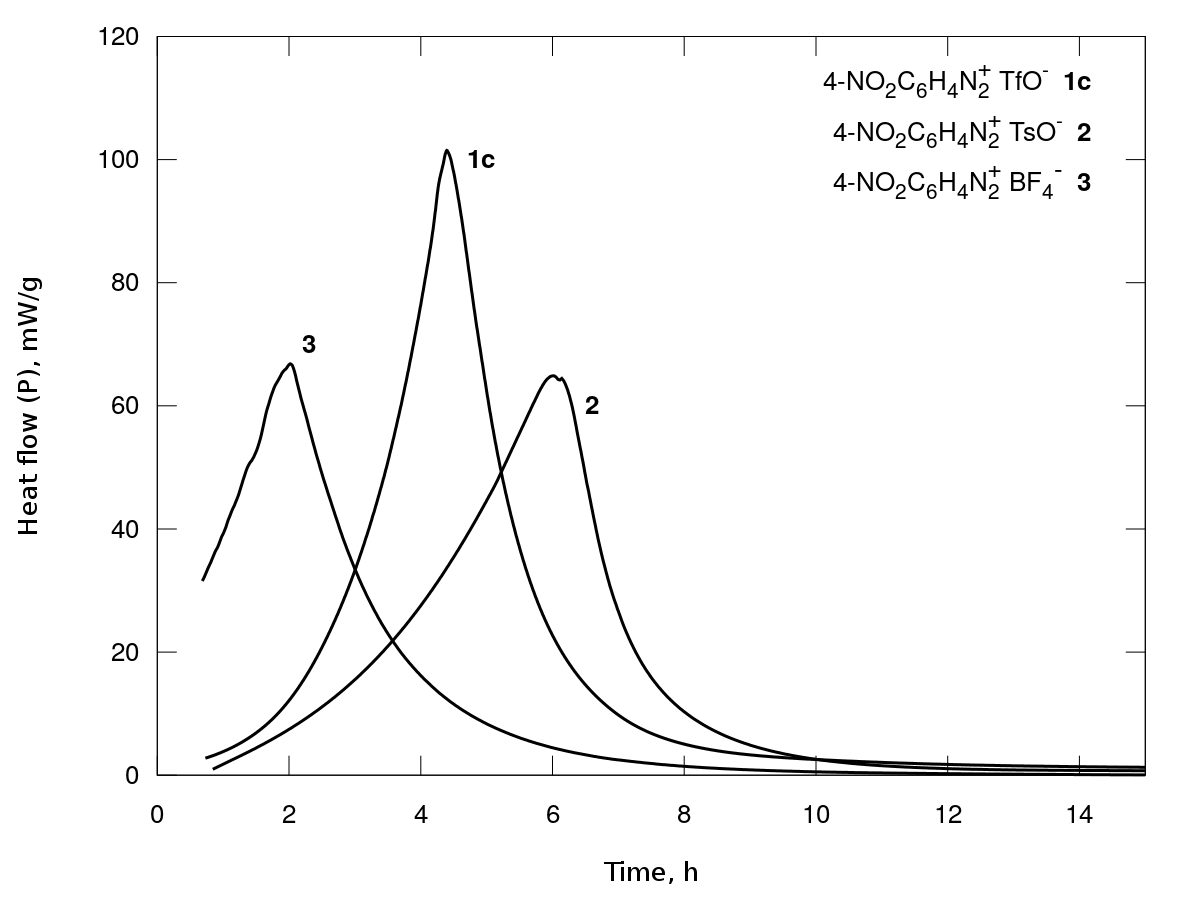 120
4-NO₂C₆H₄N₂⁺ TfO⁻ 1c
4-NO₂C₆H₄N₂⁺ TsO⁻ 2
100
1c
4-NO₂C₆H₄N₂⁺ BF₄⁻ 3
80
3
60
2
40
20
0
Heat flow (P), mW/g
0 2 4 6 8 10 12 14
Time, h